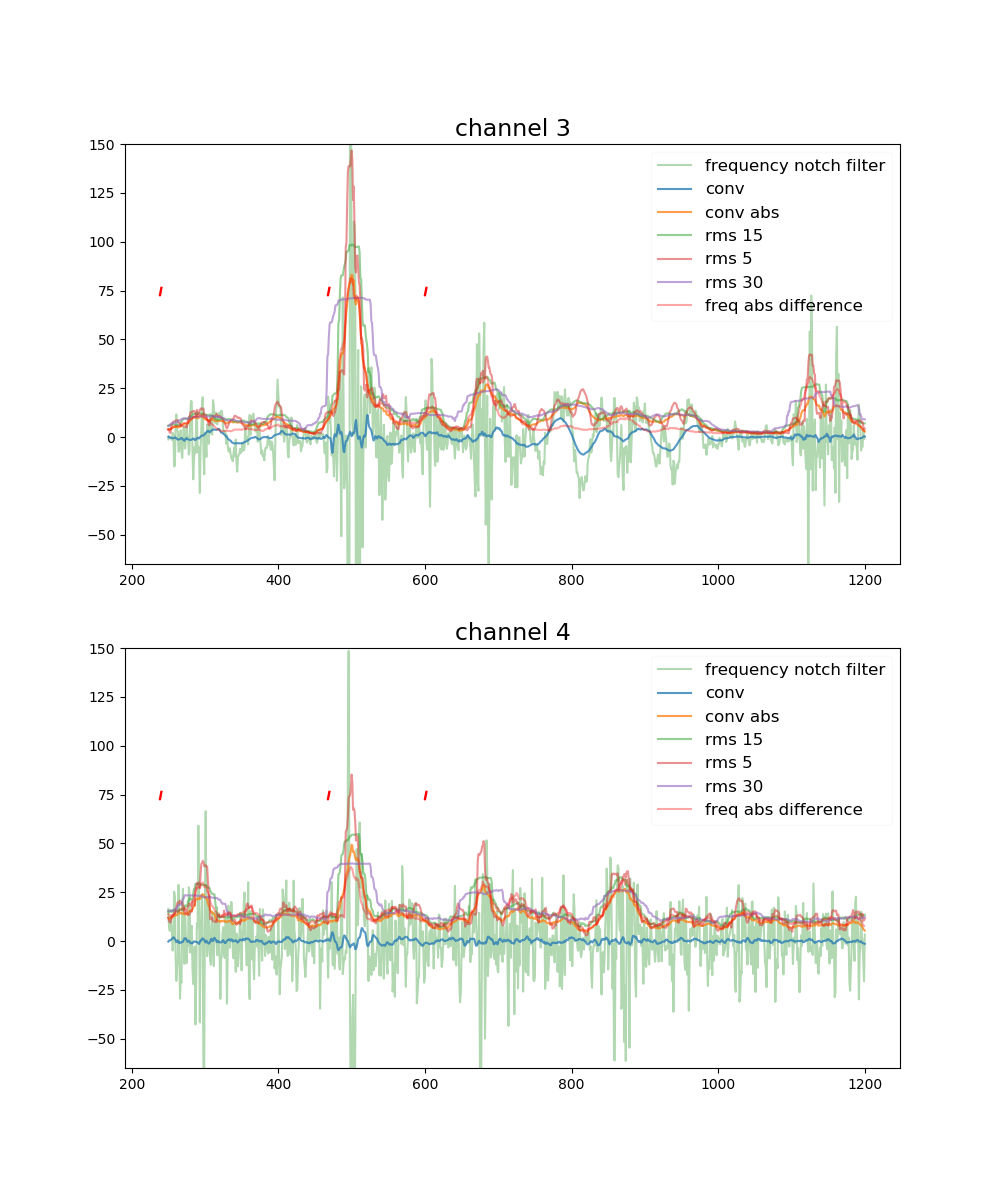 channel 3
150
125
100
75
50
25
0
−25
−50
frequency notch filter
conv
conv abs
rms 15
rms 5
rms 30
freq abs difference
200 400 600 800 1000 1200
channel 4
150
125
100
75
50
25
0
−25
−50
frequency notch filter
conv
conv abs
rms 15
rms 5
rms 30
freq abs difference
200 400 600 800 1000 1200